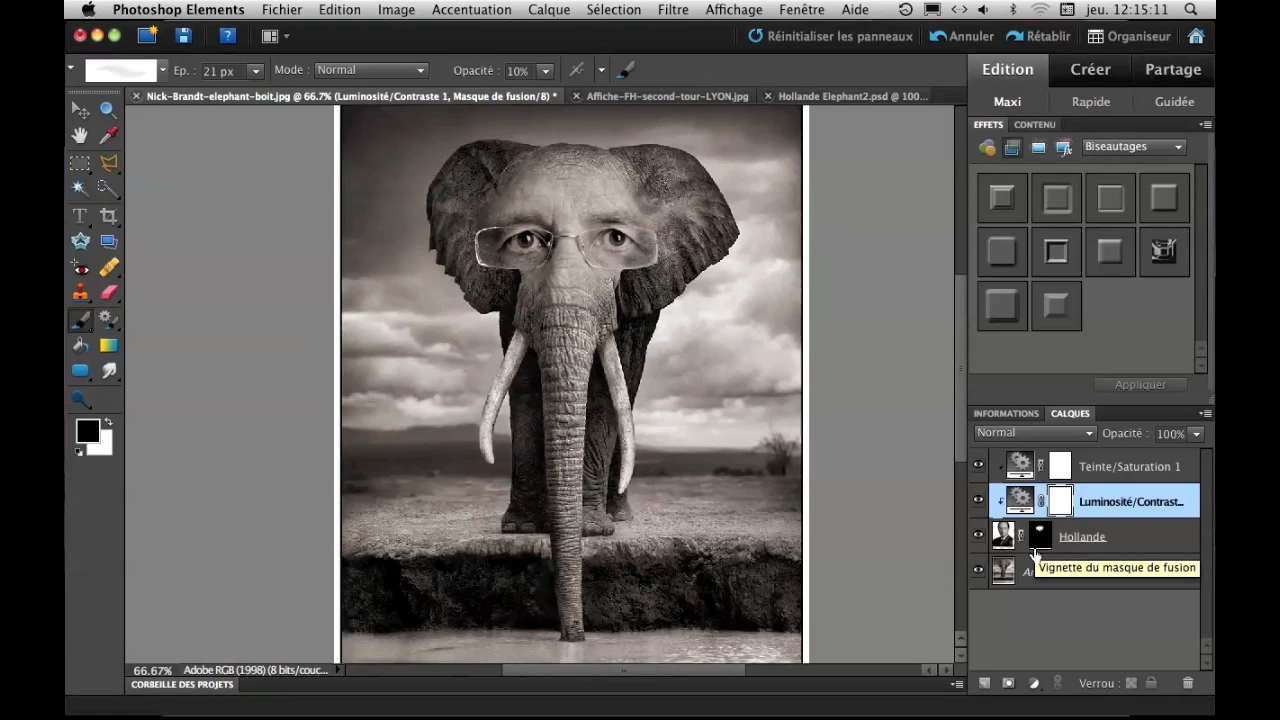 Photoshop Elements Fichier Edition Image Accentuation Calque Sélection Filtre Affichage Fenêtre Aide jeu. 12:15:11
Réinitialiser les panneaux Annuler Rétablir Organiseur
Ep. : 21 px Mode : Normal Opacité : 10% Edition Créer Partage
Nick-Brandt-elephant-boit.jpg @ 66.7% (Luminosité/Contraste 1, Masque de fusion/8) * Affiche-FH-second-tour-LYON.jpg Hollande Elephant2.psd @ 100... Maxi Rapide Guidée
EFFETS CONTENU
Biseautages
T
Appliquer
INFORMATIONS CALQUES
Normal Opacité : 100%
Teinte/Saturation 1
Luminosité/Contrast...
Hollande
Vignette du masque de fusion
66.67% Adobe RGB (1998) (8 bits/couc...
CORBEILLE DES PROJETS Verrou :